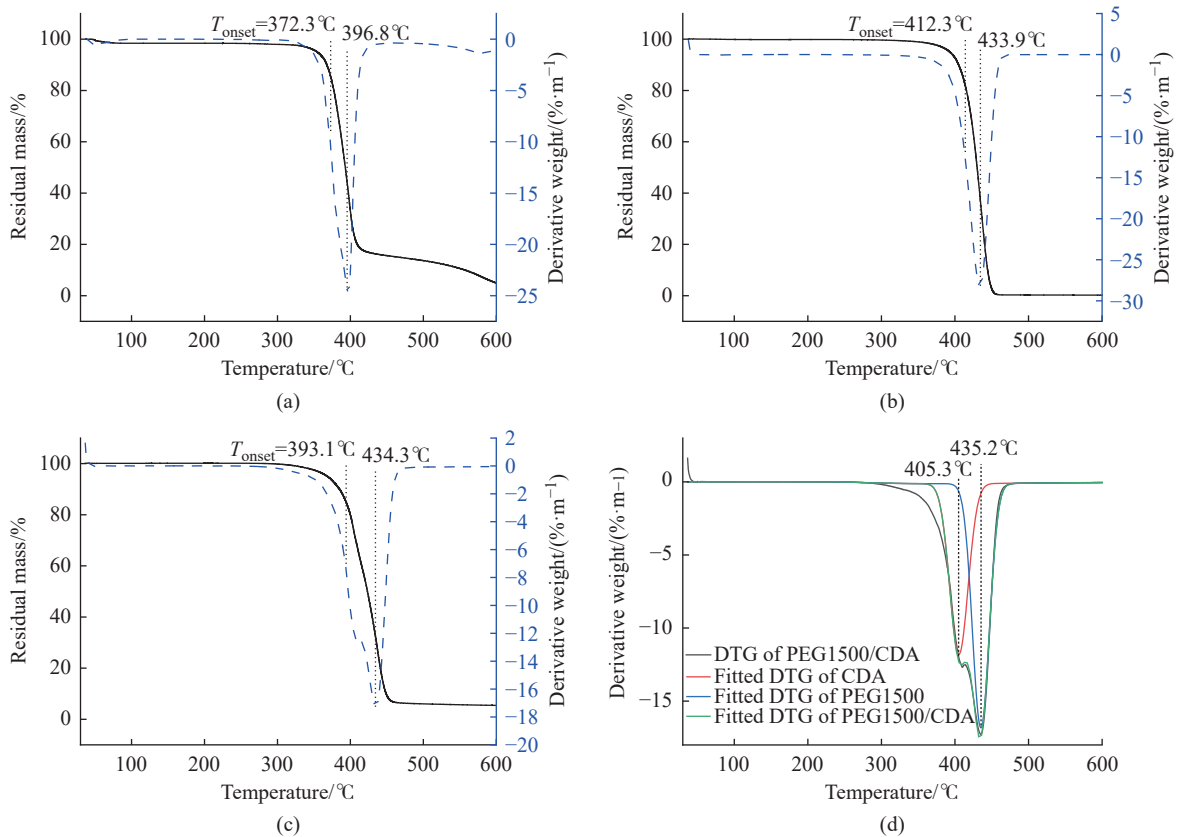 Tonset=372.3℃
396.8℃
100
80
60
40
20
0
Residual mass/%
0
−5
−10
−15
−20
−25
Derivative weight/(%·m−1)
100 200 300 400 500 600
Temperature/℃
(a)
Tonset=412.3℃
433.9℃
100
80
60
40
20
0
Residual mass/%
5
0
−5
−10
−15
−20
−25
−30
Derivative weight/(%·m−1)
100 200 300 400 500 600
Temperature/℃
(b)
Tonset=393.1℃
434.3℃
100
80
60
40
20
0
Residual mass/%
2
0
−2
−4
−6
−8
−10
−12
−14
−16
−18
−20
Derivative weight/(%·m−1)
100 200 300 400 500 600
Temperature/℃
(c)
435.2℃
405.3℃
0
−5
−10
−15
Derivative weight/(%·m−1)
DTG of PEG1500/CDA
Fitted DTG of CDA
Fitted DTG of PEG1500
Fitted DTG of PEG1500/CDA
100 200 300 400 500 600
Temperature/℃
(d)